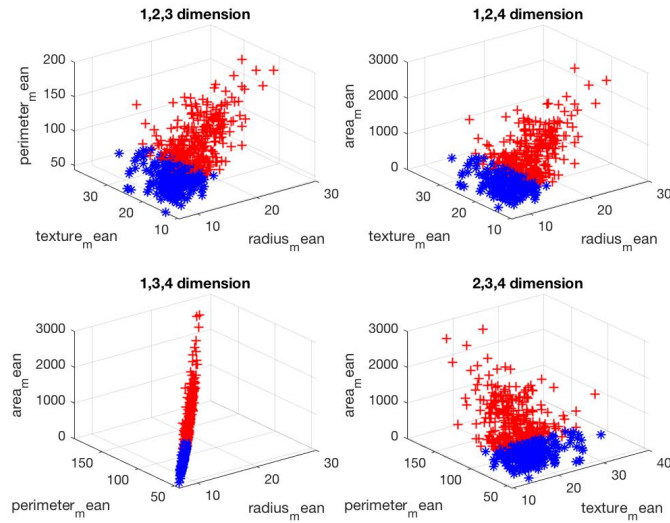 1,2,3 dimension
200
150
100
50
perimeter_mean
30
20
10
texture_mean
10
20
30
radius_mean
1,2,4 dimension
3000
2000
1000
0
area_mean
30
20
10
texture_mean
10
20
30
radius_mean
1,3,4 dimension
3000
2000
1000
0
area_mean
150
100
50
perimeter_mean
10
20
30
radius_mean
2,3,4 dimension
3000
2000
1000
0
area_mean
150
100
50
perimeter_mean
10
20
30
40
texture_mean